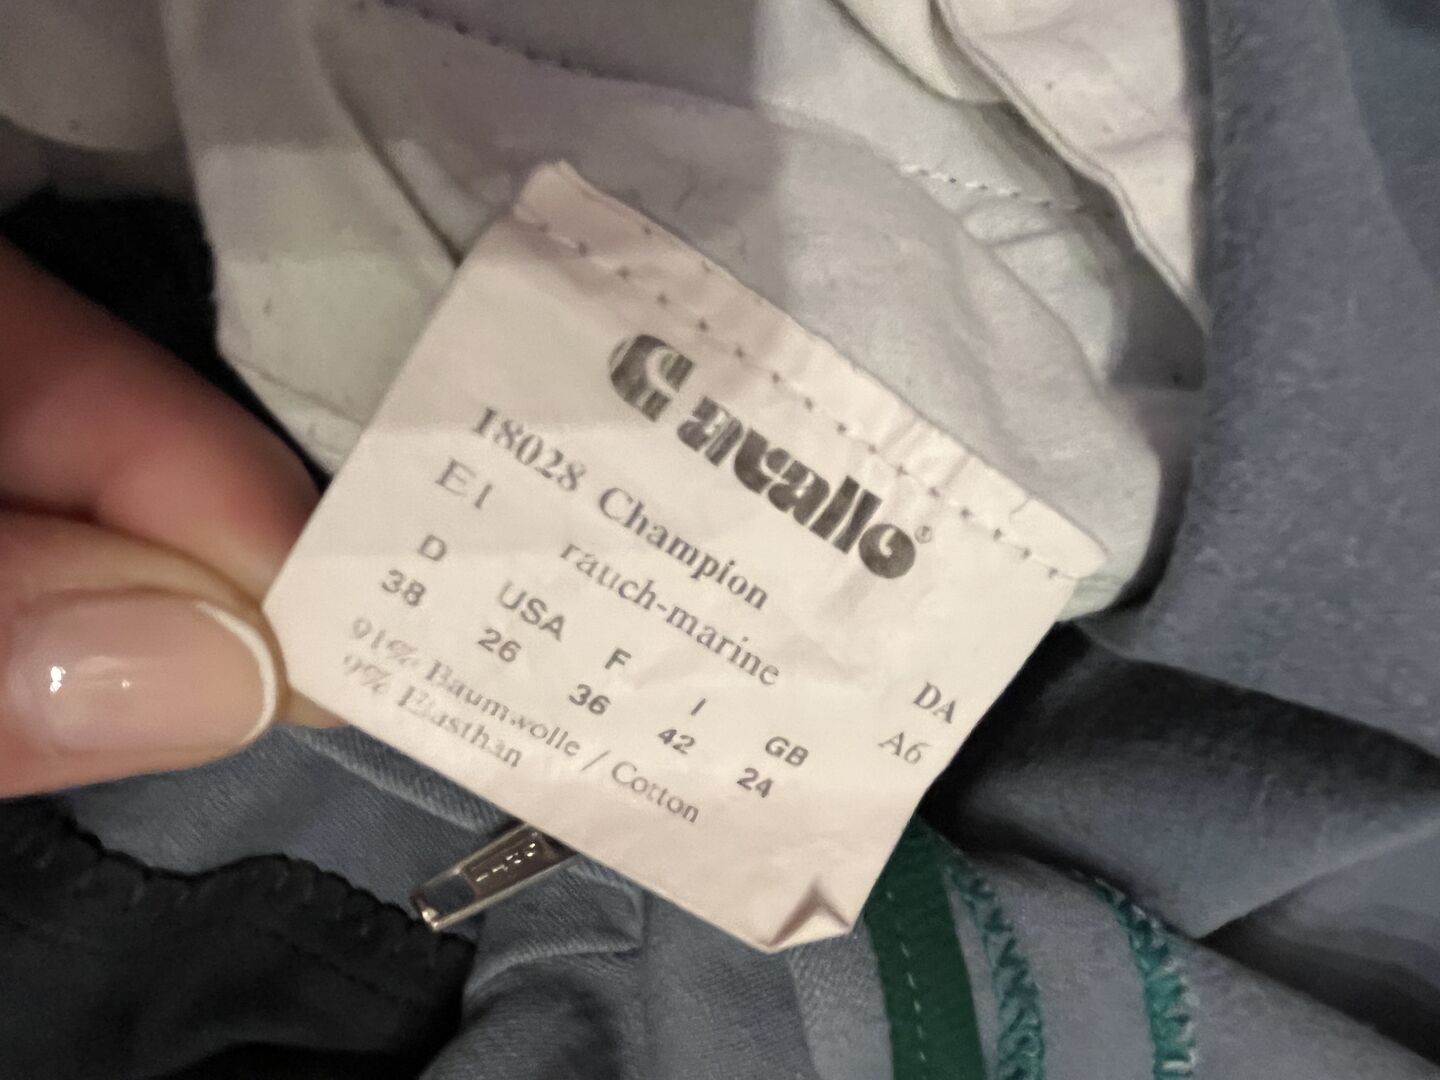 Cavallo®
18028 Champion
E1 rauch-marine DA
D USA F I GB A6
38 26 36 42 24
91% Baumwolle / Cotton
9% Elasthan